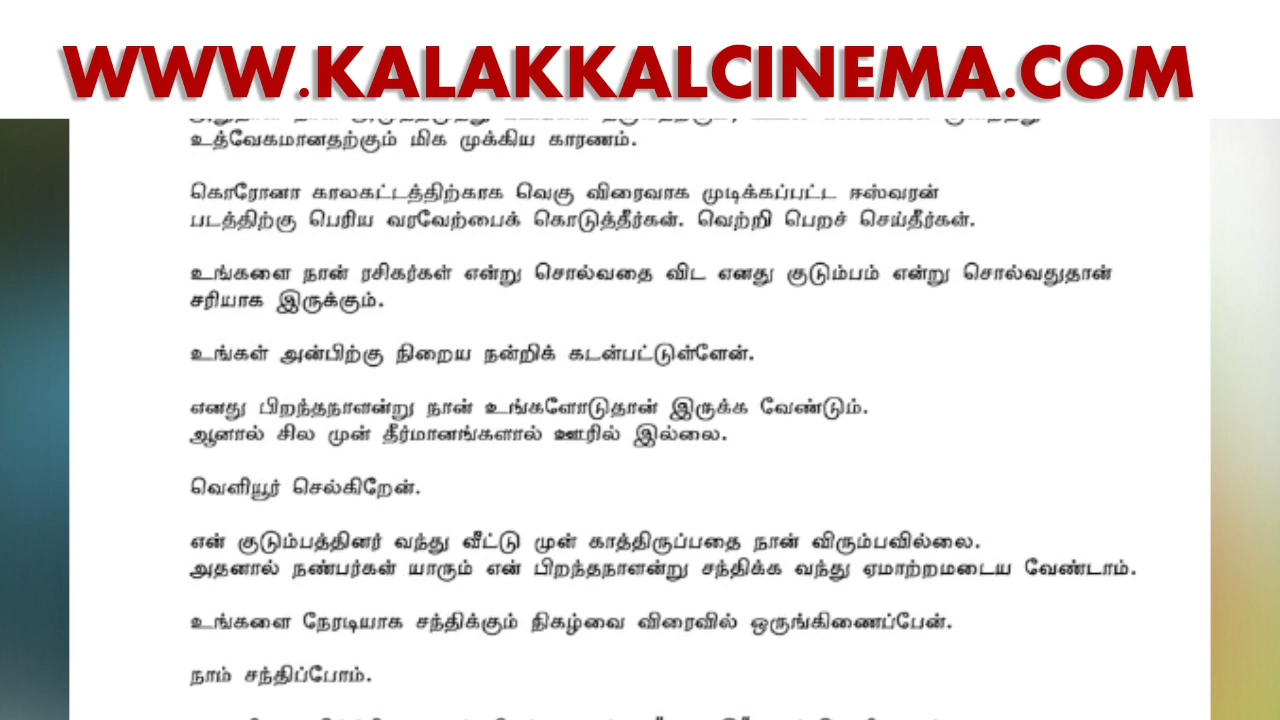 WWW.KALAKKALCINEMA.COM
உத்வேகமானதற்கும் மிக முக்கிய காரணம்.
கொரோனா காலகட்டத்திற்காக வெகு விரைவாக முடிக்கப்பட்ட ஈஸ்வரன்
படத்திற்கு பெரிய வரவேற்பைக் கொடுத்தீர்கள். வெற்றி பெறச் செய்தீர்கள்.
உங்களை நான் ரசிகர்கள் என்று சொல்வதை விட எனது குடும்பம் என்று சொல்வதுதான்
சரியாக இருக்கும்.
உங்கள் அன்பிற்கு நிறைய நன்றிக் கடன்பட்டுள்ளேன்.
எனது பிறந்தநாளன்று நான் உங்களோடுதான் இருக்க வேண்டும்.
ஆனால் சில முன் தீர்மானங்களால் ஊரில் இல்லை.
வெளியூர் செல்கிறேன்.
என் குடும்பத்தினர் வந்து வீட்டு முன் காத்திருப்பதை நான் விரும்பவில்லை.
அதனால் நண்பர்கள் யாரும் என் பிறந்தநாளன்று சந்திக்க வந்து ஏமாற்றமடைய வேண்டாம்.
உங்களை நேரடியாக சந்திக்கும் நிகழ்வை விரைவில் ஒருங்கிணைப்பேன்.
நாம் சந்திப்போம்.